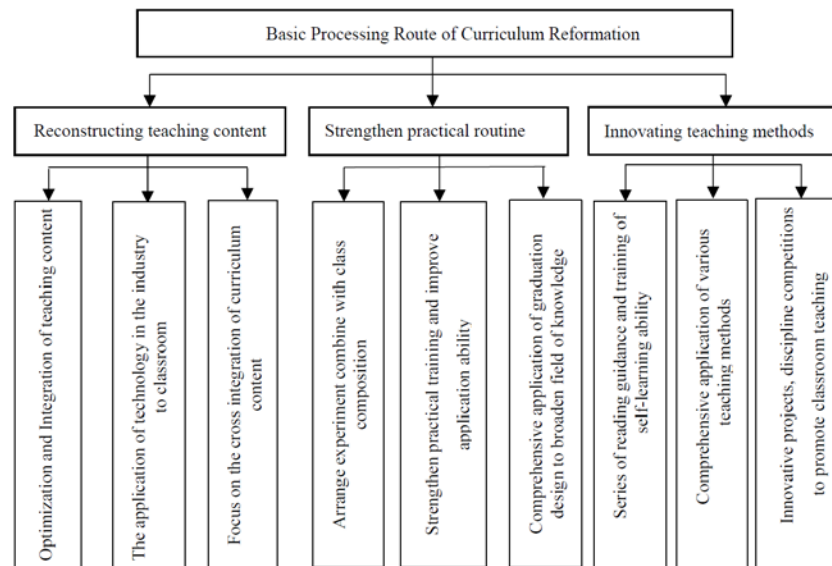 Basic Processing Route of Curriculum Reformation
Reconstructing teaching content
Strengthen practical routine
Innovating teaching methods
Optimization and Integration of teaching content
The application of technology in the industry
to classroom
Focus on the cross integration of curriculum
content
Arrange experiment combine with class
composition
Strengthen practical training and improve
application ability
Comprehensive application of graduation
design to broaden field of knowledge
Series of reading guidance and training of
self-learning ability
Comprehensive application of various
teaching methods
Innovative projects, discipline competitions
to promote classroom teaching